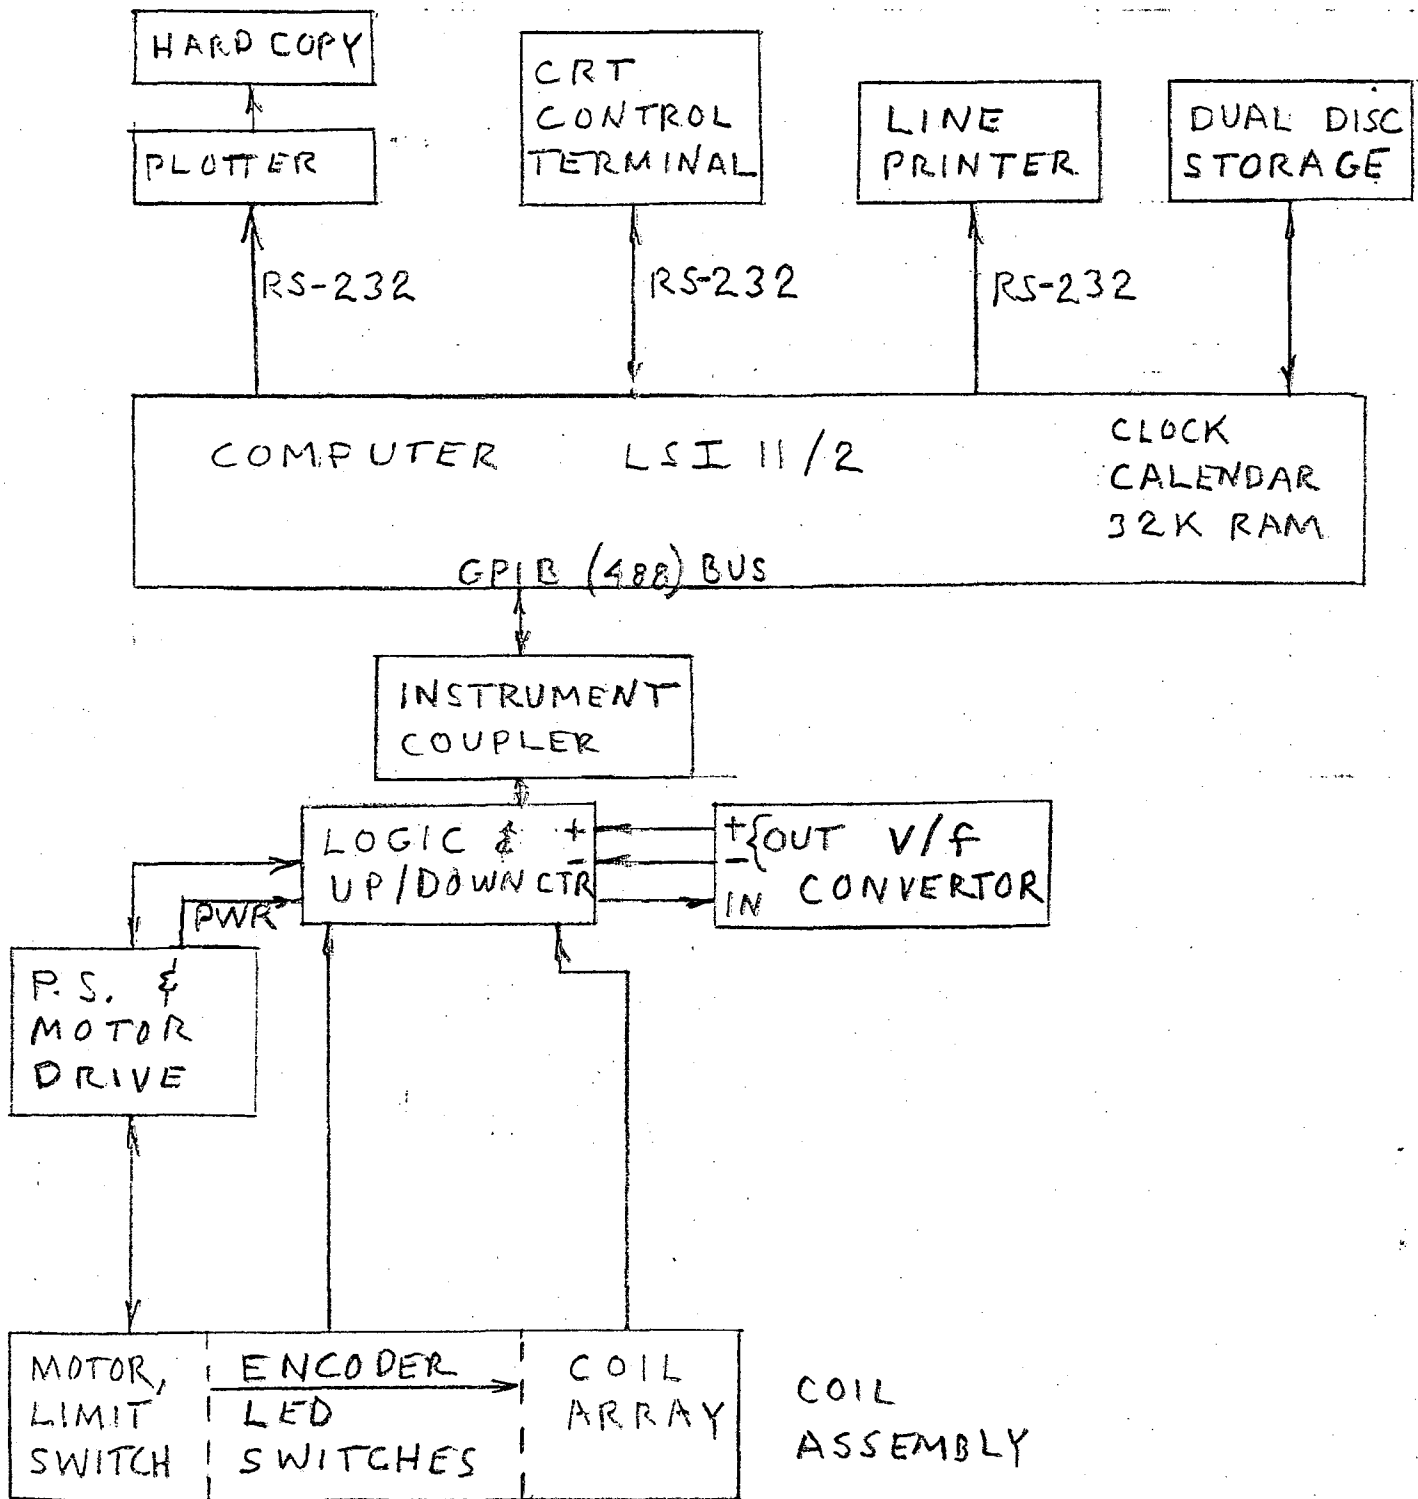 HARD COPY
PLOTTER
CRT
CONTROL
TERMINAL
LINE
PRINTER
DUAL DISC
STORAGE
RS-232
RS-232
RS-232
COMPUTER LSI 11/2
CLOCK
CALENDAR
32K RAM
GPIB (488) BUS
INSTRUMENT
COUPLER
LOGIC & +
UP/DOWN CTR -
+ { OUT V/f
- CONVERTOR
IN
PWR
P.S. &
MOTOR
DRIVE
MOTOR,
LIMIT
SWITCH
ENCODER
LED
SWITCHES
COIL
ARRAY
COIL
ASSEMBLY